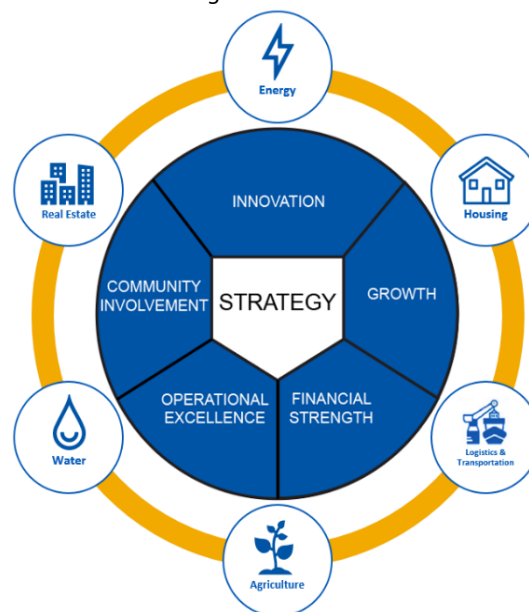 Energy
Real Estate
Housing
INNOVATION
COMMUNITY
INVOLVEMENT
STRATEGY
GROWTH
OPERATIONAL
EXCELLENCE
FINANCIAL
STRENGTH
Water
Logistics &
Transportation
Agriculture